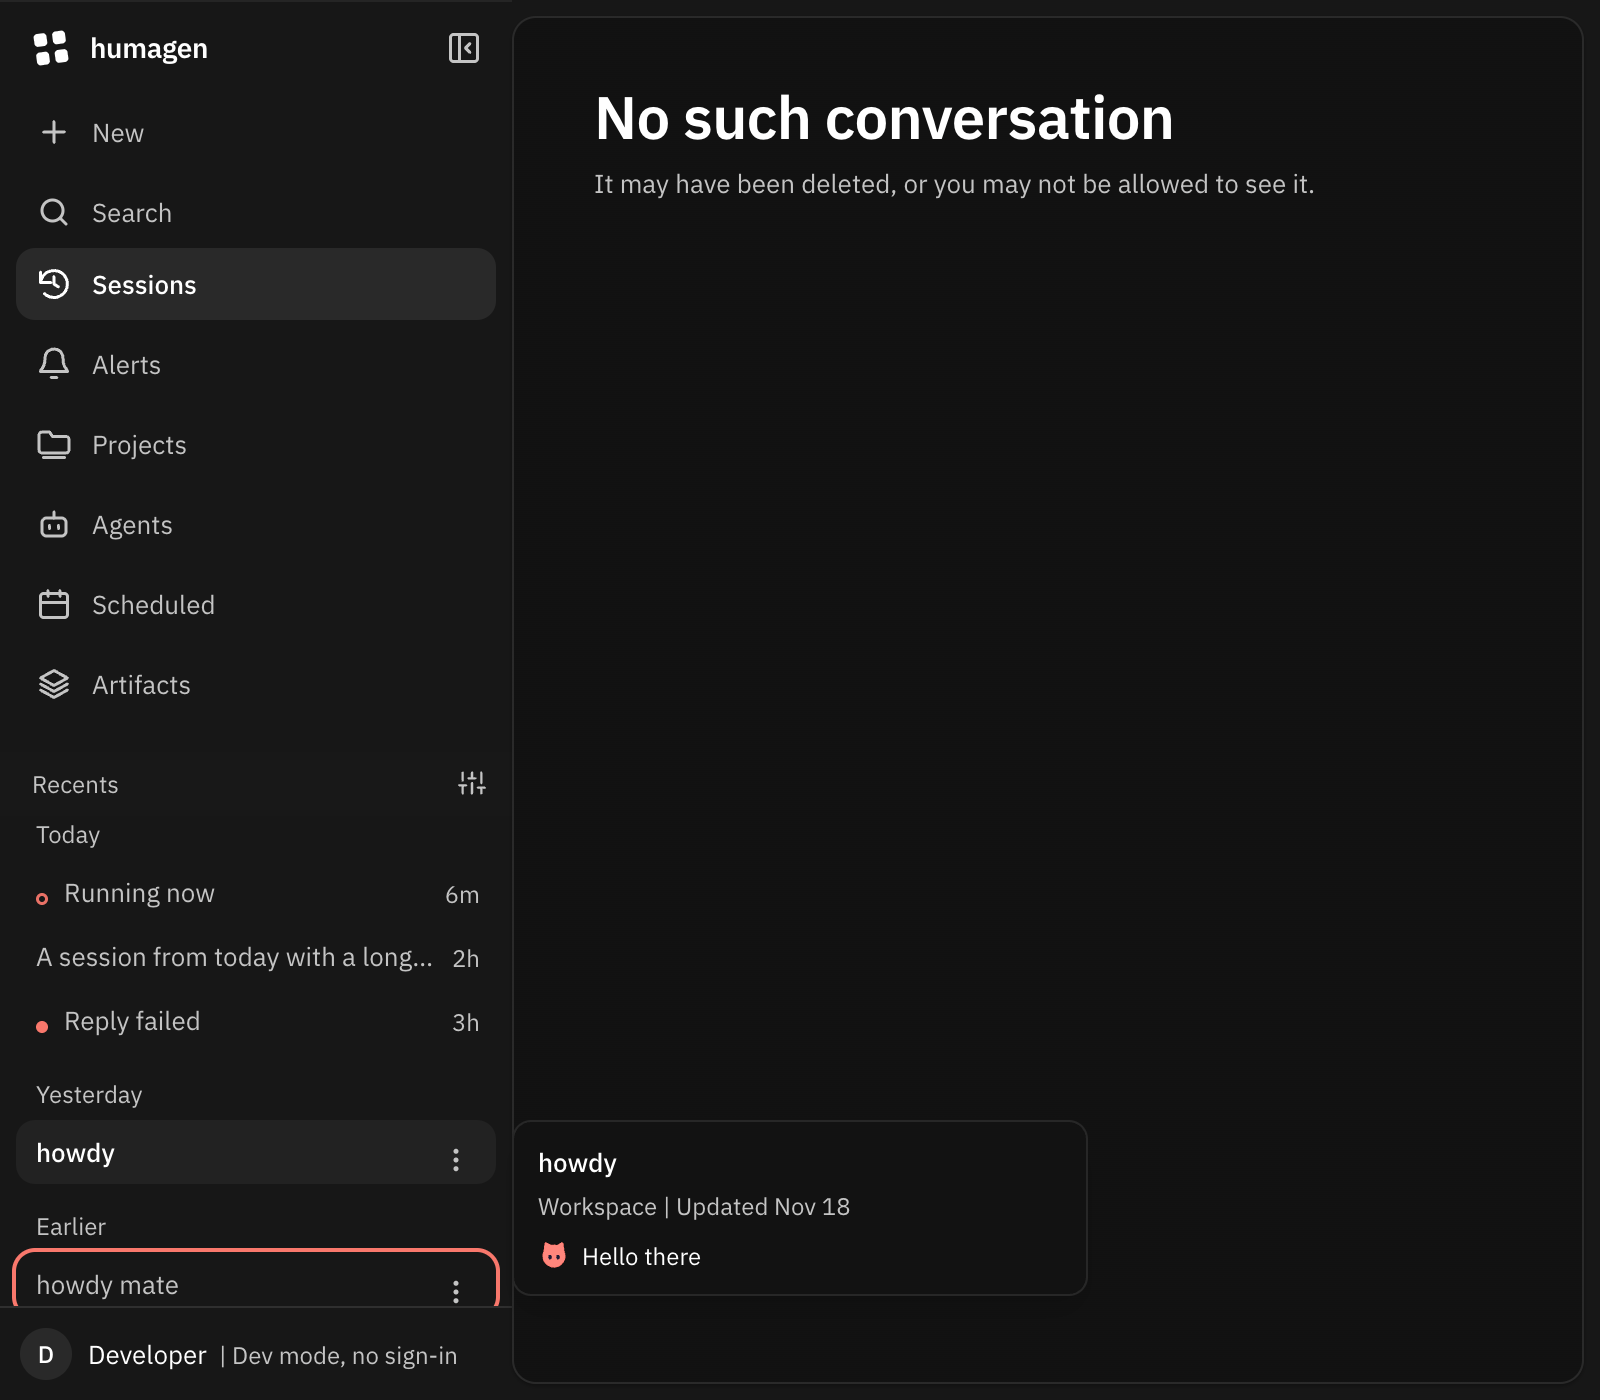 humagen
New
Search
Sessions
Alerts
Projects
Agents
Scheduled
Artifacts
Recents
Today
Running now 6m
A session from today with a long... 2h
Reply failed 3h
Yesterday
howdy
Earlier
howdy mate
D Developer | Dev mode, no sign-in
No such conversation
It may have been deleted, or you may not be allowed to see it.
howdy
Workspace | Updated Nov 18
Hello there